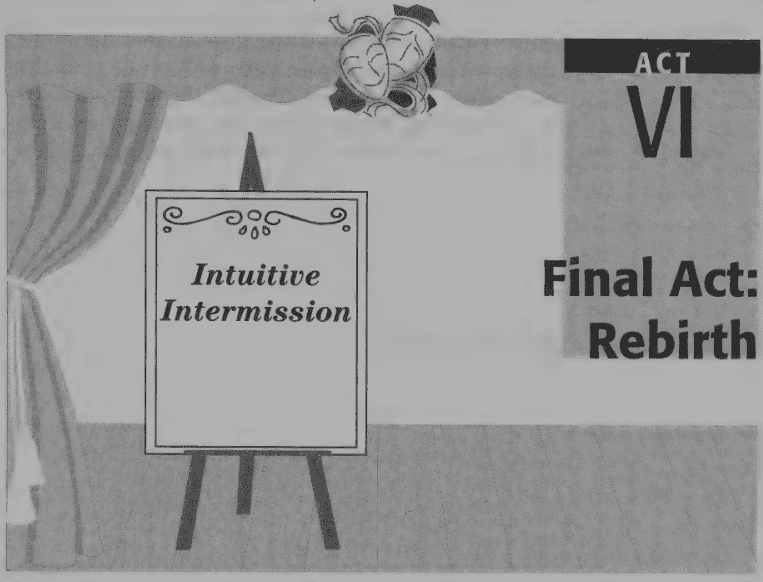 ACT
VI
Final Act:
Rebirth
Intuitive
Intermission